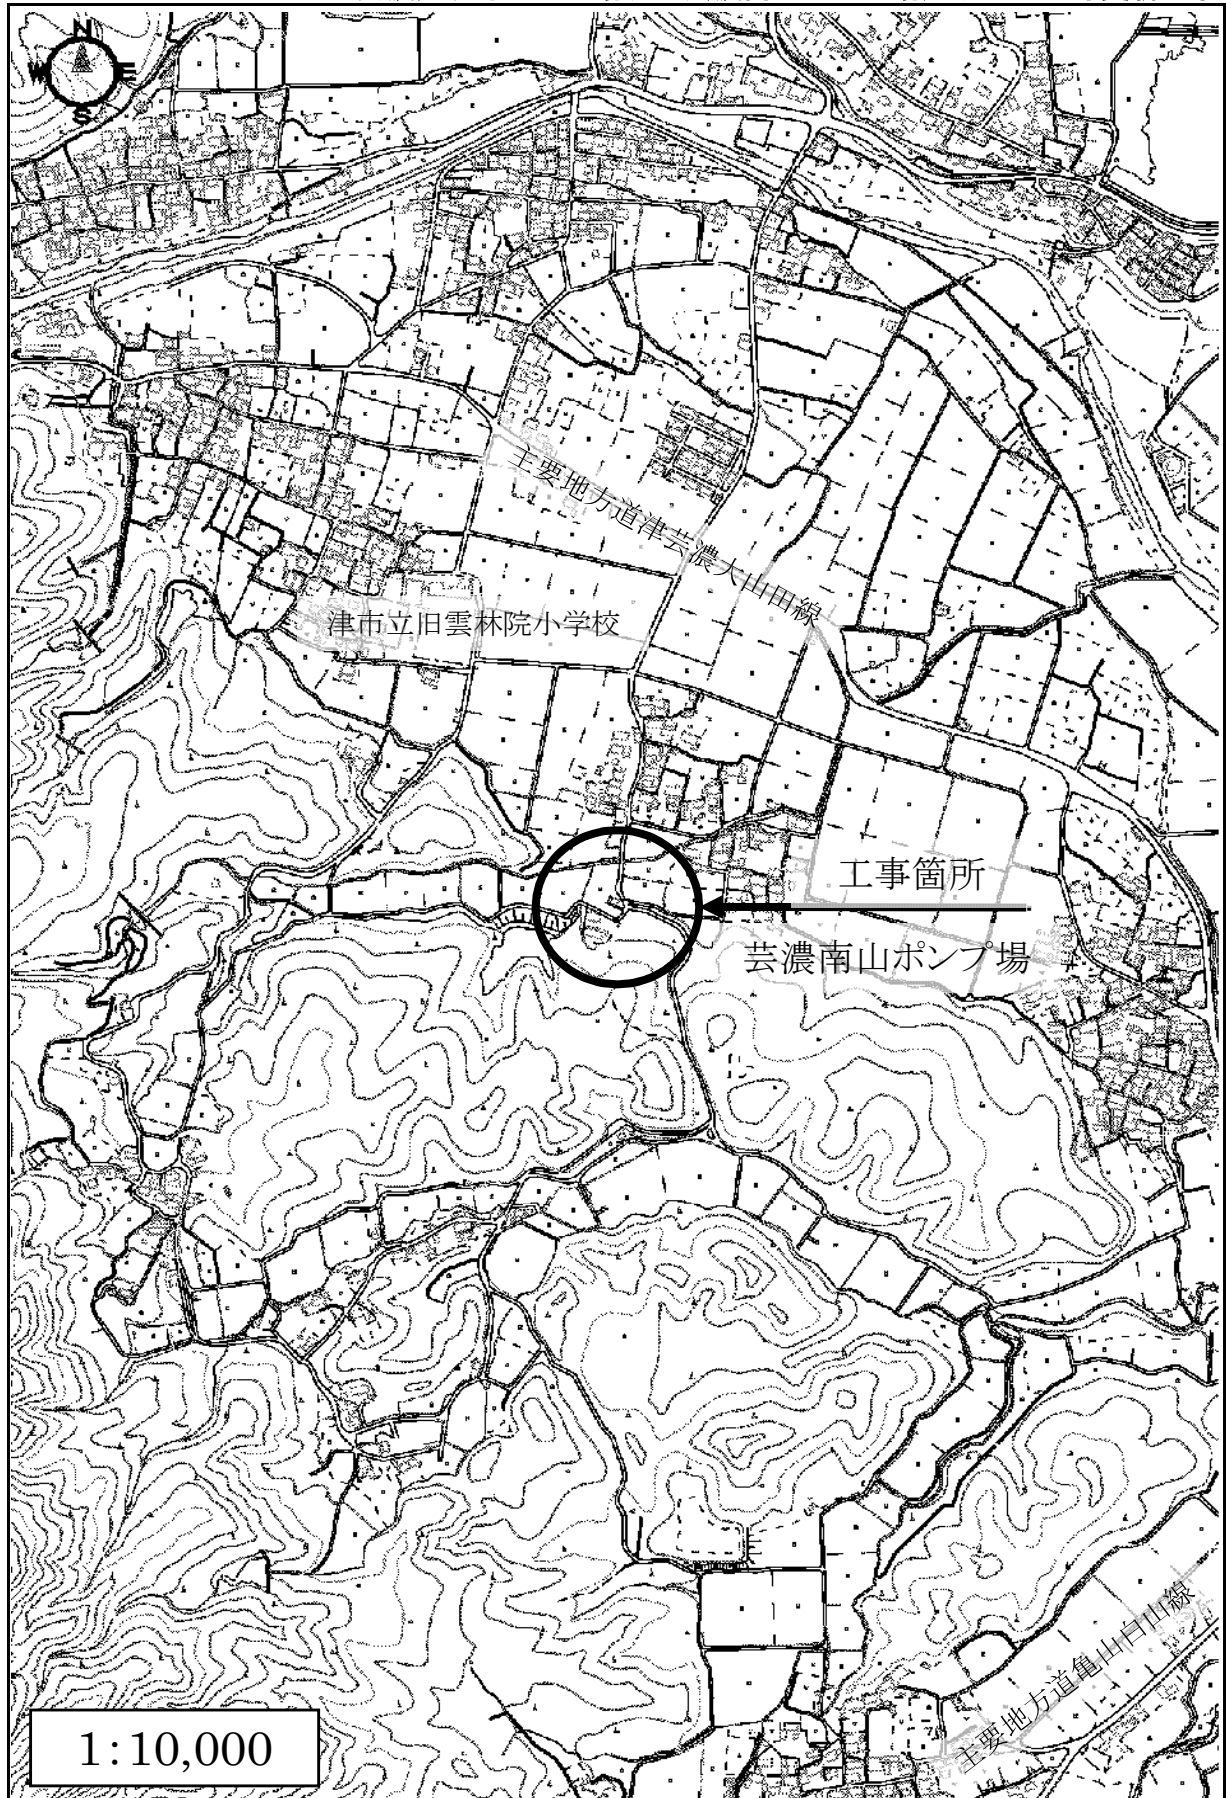 N
W E
S
主要地方道津芸濃大山田線
津市立旧雲林院小学校
工事箇所
芸濃南山ポンプ場
主要地方道亀山白山線
1:10,000